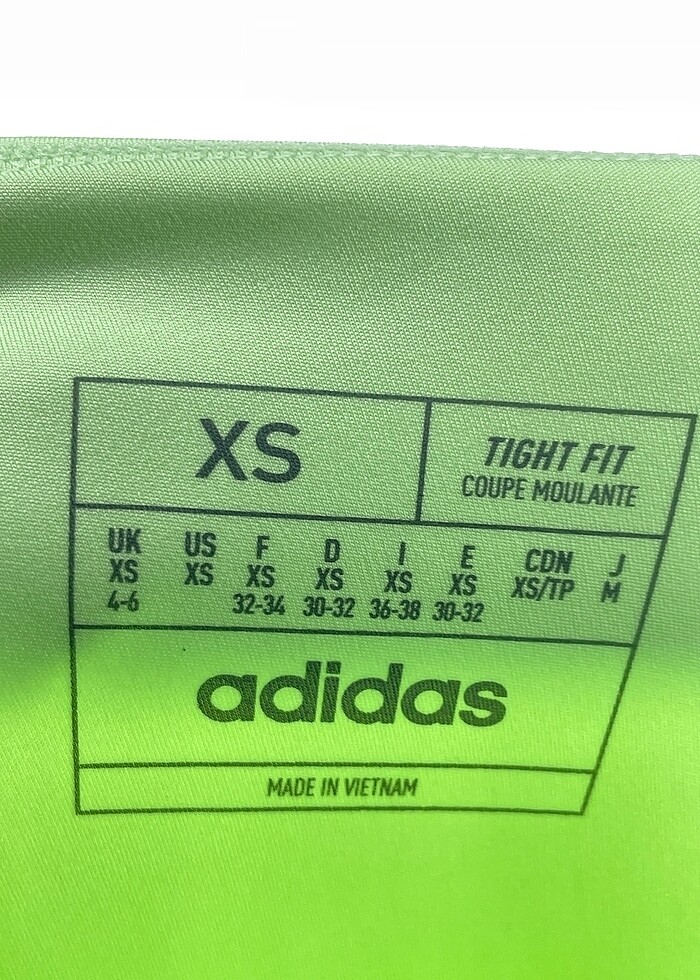 XS
TIGHT FIT
COUPE MOULANTE
UK US F D I E CDN J
XS XS XS XS XS XS XS/TP M
4-6 32-34 30-32 36-38 30-32
adidas
MADE IN VIETNAM